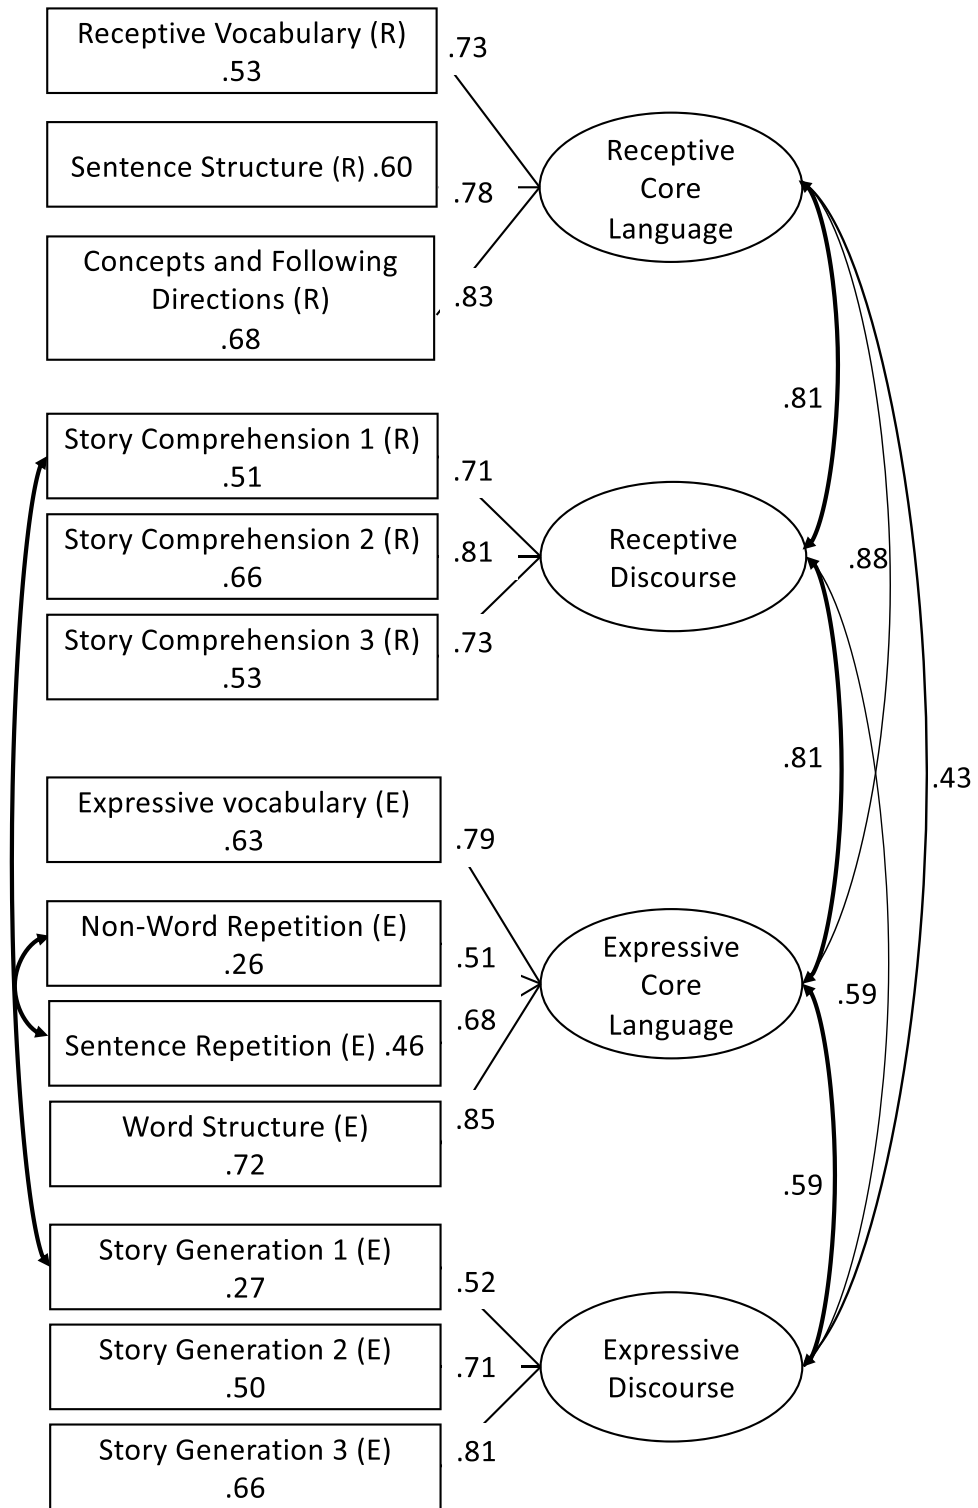 Receptive Vocabulary (R)
.53
.73
Sentence Structure (R) .60
.78
Concepts and Following
Directions (R)
.68
.83
Receptive
Core
Language
.81
Story Comprehension 1 (R)
.51
.71
Story Comprehension 2 (R)
.66
.81
Story Comprehension 3 (R)
.53
.73
Receptive
Discourse
.88
.81
.43
Expressive vocabulary (E)
.63
.79
Non-Word Repetition (E)
.26
.51
Sentence Repetition (E) .46
.68
Word Structure (E)
.72
.85
Expressive
Core
Language
.59
.59
Story Generation 1 (E)
.27
.52
Story Generation 2 (E)
.50
.71
Story Generation 3 (E)
.66
.81
Expressive
Discourse